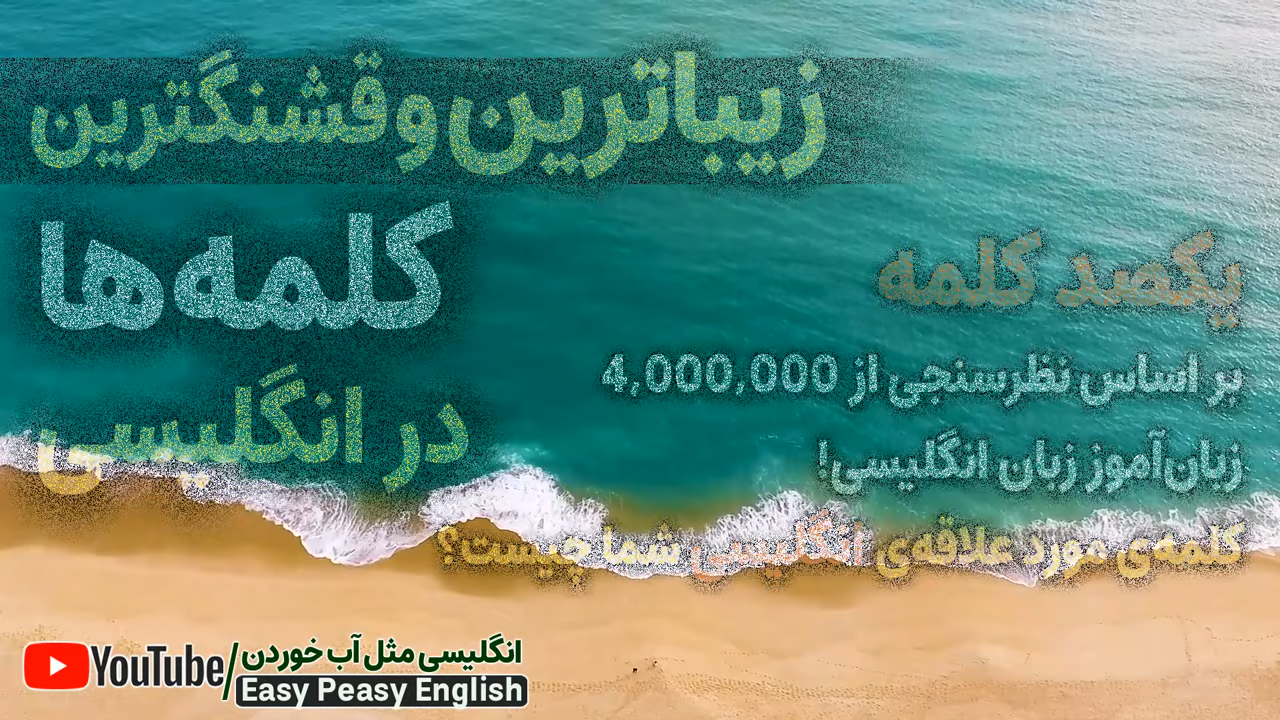 زیباترین و قشنگترین
کلمه‌ها
در انگلیسی
یکصد کلمه
بر اساس نظرسنجی از 4,000,000
زبان‌آموز زبان انگلیسی!
کلمه‌ی مورد علاقه‌ی انگلیسی شما چیست؟
YouTube/انگلیسی مثل آب خوردن
Easy Peasy English